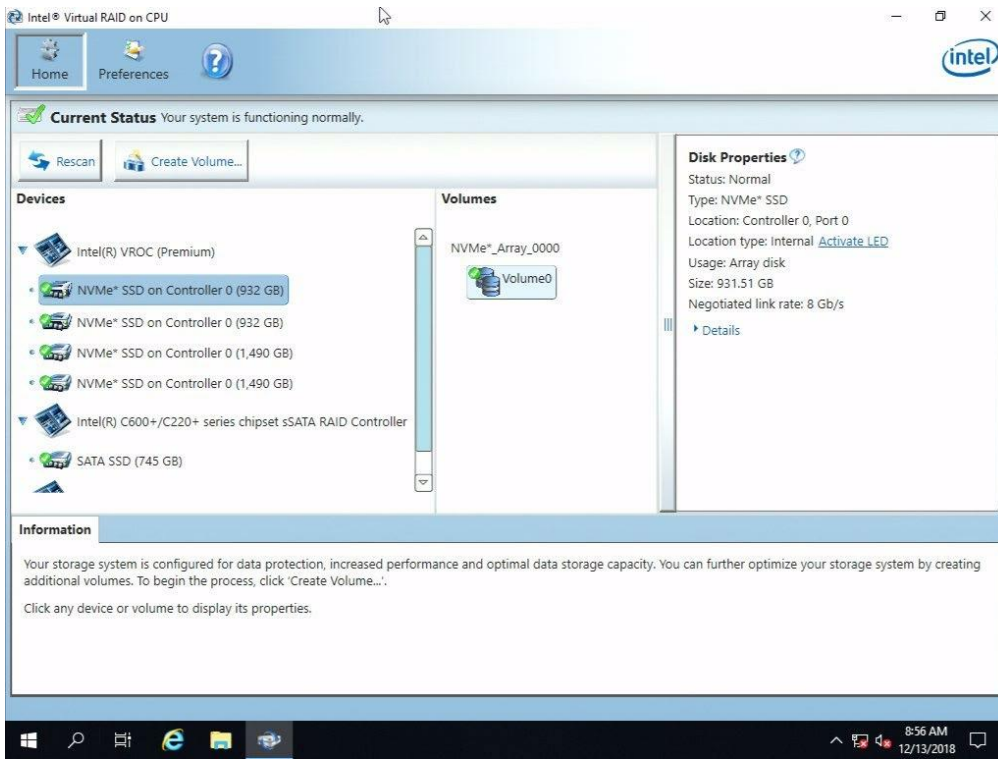 Intel® Virtual RAID on CPU
Home
Preferences
?
intel
Current Status Your system is functioning normally.
Rescan
Create Volume...
Devices
Intel(R) VROC (Premium)
NVMe* SSD on Controller 0 (932 GB)
NVMe* SSD on Controller 0 (932 GB)
NVMe* SSD on Controller 0 (1,490 GB)
NVMe* SSD on Controller 0 (1,490 GB)
Intel(R) C600+/C220+ series chipset sSATA RAID Controller
SATA SSD (745 GB)
Volumes
NVMe*_Array_0000
Volume0
Disk Properties ?
Status: Normal
Type: NVMe* SSD
Location: Controller 0, Port 0
Location type: Internal Activate LED
Usage: Array disk
Size: 931.51 GB
Negotiated link rate: 8 Gb/s
Details
Information
Your storage system is configured for data protection, increased performance and optimal data storage capacity. You can further optimize your storage system by creating
additional volumes. To begin the process, click 'Create Volume...'.
Click any device or volume to display its properties.
8:56 AM
12/13/2018